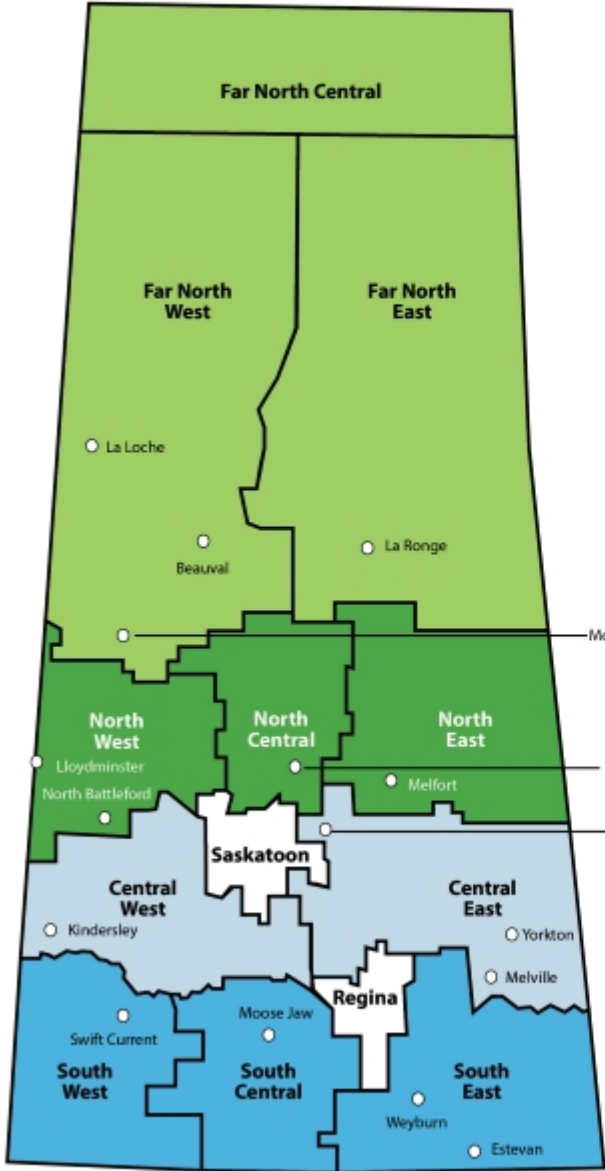 Far North Central
Far North
West
Far North
East
La Loche
Beauval
La Ronge
North
West
North
Central
North
East
Lloydminster
North Battleford
Melfort
Saskatoon
Central
West
Central
East
Kindersley
Yorkton
Melville
Regina
Moose Jaw
Swift Current
South
West
South
Central
South
East
Weyburn
Estevan